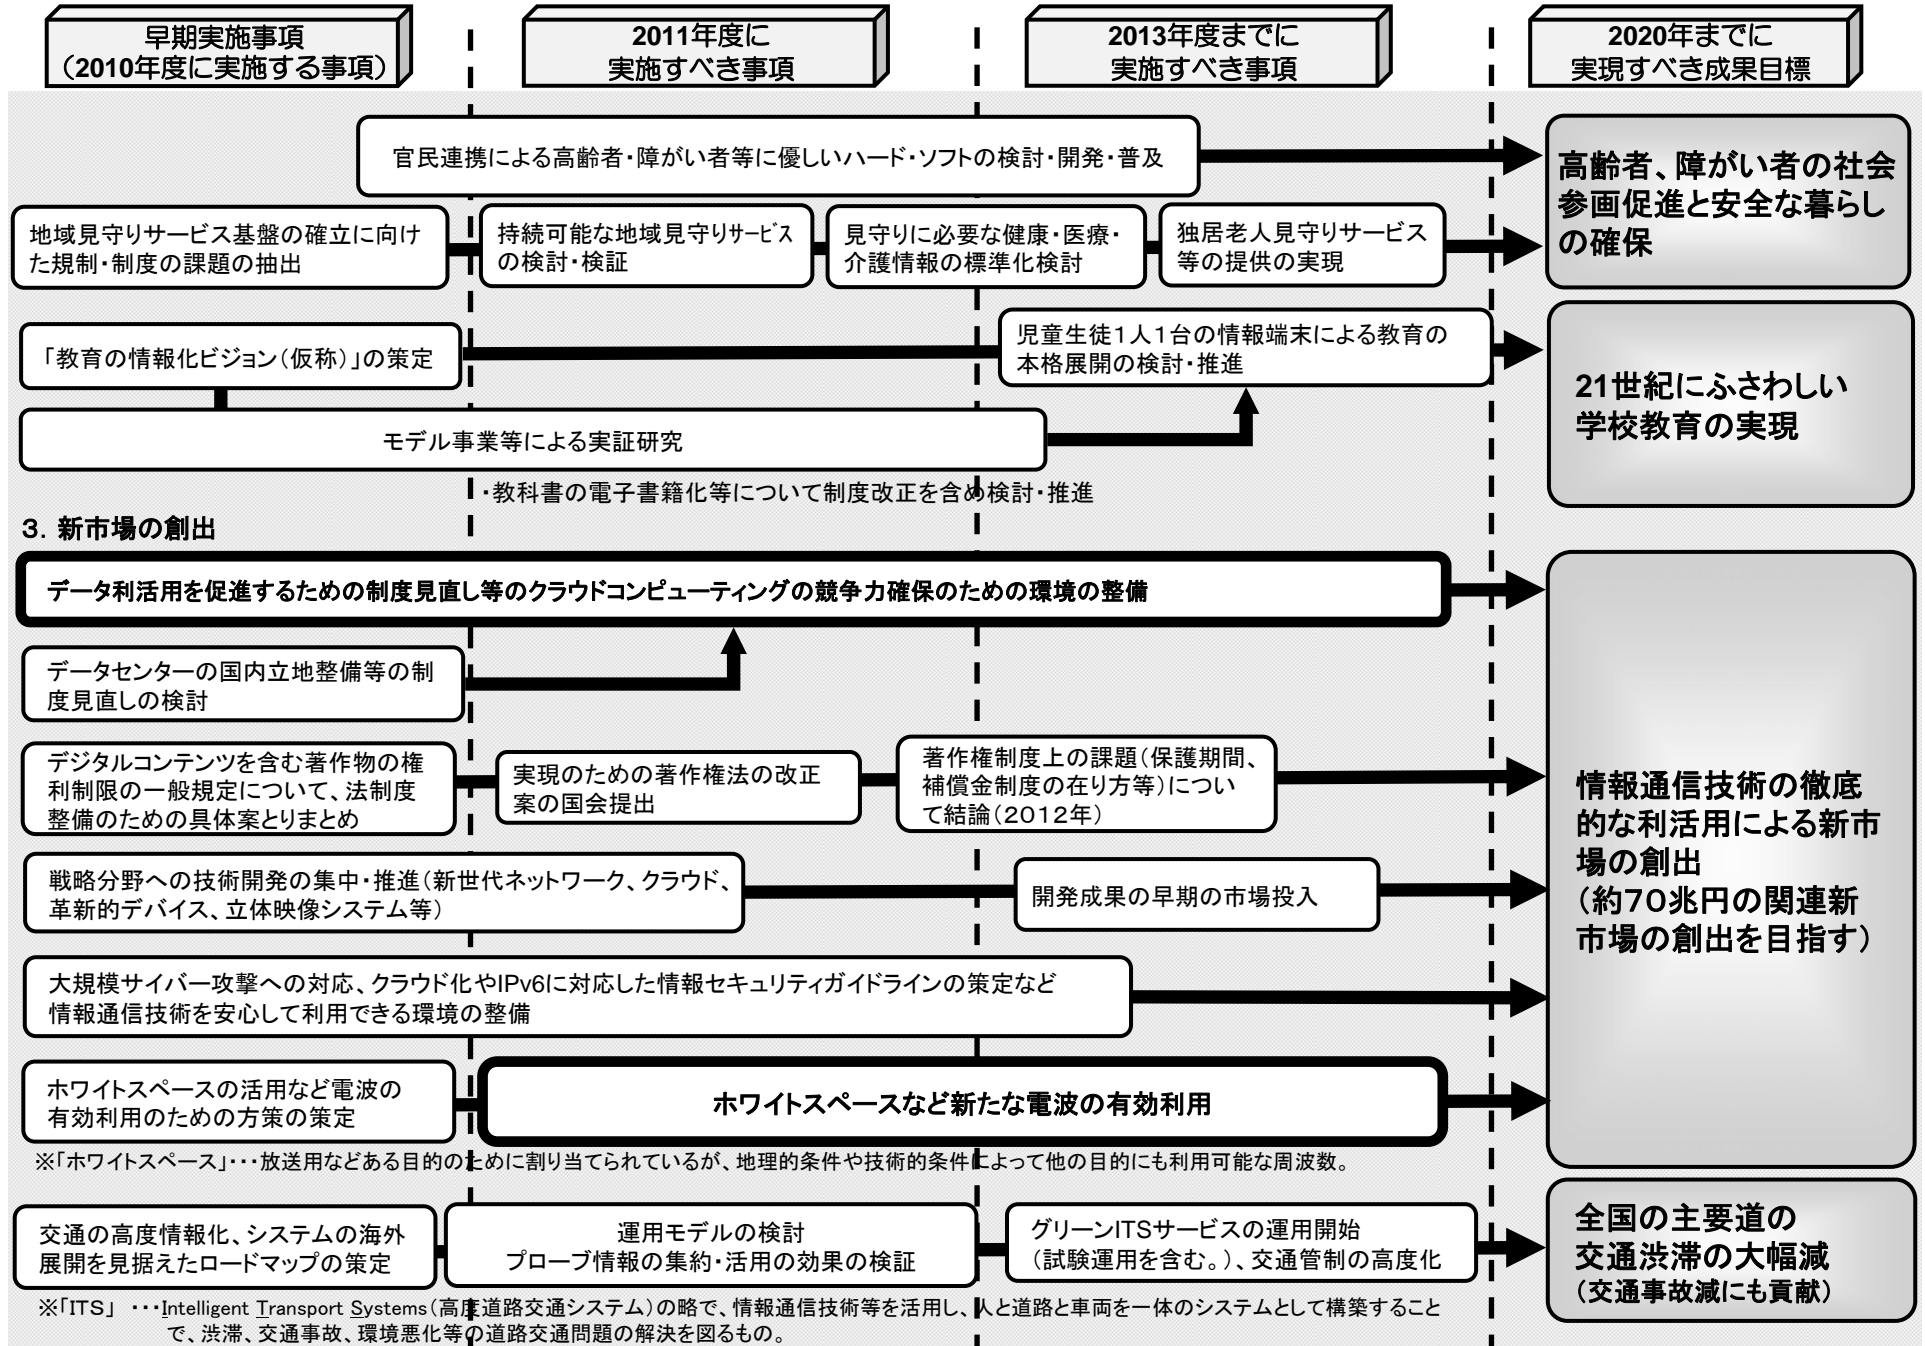 早期実施事項
（2010年度に実施する事項）
2011年度に
実施すべき事項
2013年度までに
実施すべき事項
2020年までに
実現すべき成果目標
官民連携による高齢者・障がい者等に優しいハード・ソフトの検討・開発・普及
高齢者、障がい者の社会
参画促進と安全な暮らし
の確保
地域見守りサービス基盤の確立に向け
た規制・制度の課題の抽出
持続可能な地域見守りサービス
の検討・検証
見守りに必要な健康・医療・
介護情報の標準化検討
独居老人見守りサービス
等の提供の実現
「教育の情報化ビジョン（仮称）」の策定
児童生徒１人１台の情報端末による教育の
本格展開の検討・推進
21世紀にふさわしい
学校教育の実現
モデル事業等による実証研究
・教科書の電子書籍化等について制度改正を含め検討・推進
３．新市場の創出
データ利活用を促進するための制度見直し等のクラウドコンピューティングの競争力確保のための環境の整備
データセンターの国内立地整備等の制
度見直しの検討
デジタルコンテンツを含む著作物の権
利制限の一般規定について、法制度
整備のための具体案とりまとめ
実現のための著作権法の改正
案の国会提出
著作権制度上の課題（保護期間、
補償金制度の在り方等）につい
て結論（2012年）
情報通信技術の徹底
的な利活用による新市
場の創出
（約７０兆円の関連新
市場の創出を目指す）
戦略分野への技術開発の集中・推進（新世代ネットワーク、クラウド、
革新的デバイス、立体映像システム等）
開発成果の早期の市場投入
大規模サイバー攻撃への対応、クラウド化やIPv6に対応した情報セキュリティガイドラインの策定など
情報通信技術を安心して利用できる環境の整備
ホワイトスペースの活用など電波の
有効利用のための方策の策定
ホワイトスペースなど新たな電波の有効利用
※「ホワイトスペース」・・・放送用などある目的のために割り当てられているが、地理的条件や技術的条件によって他の目的にも利用可能な周波数。
交通の高度情報化、システムの海外
展開を見据えたロードマップの策定
運用モデルの検討
プローブ情報の集約・活用の効果の検証
グリーンITSサービスの運用開始
（試験運用を含む。）、交通管制の高度化
全国の主要道の
交通渋滞の大幅減
（交通事故減にも貢献）
※「ITS」 ・・・Intelligent Transport Systems（高度道路交通システム）の略で、情報通信技術等を活用し、人と道路と車両を一体のシステムとして構築すること
で、渋滞、交通事故、環境悪化等の道路交通問題の解決を図るもの。